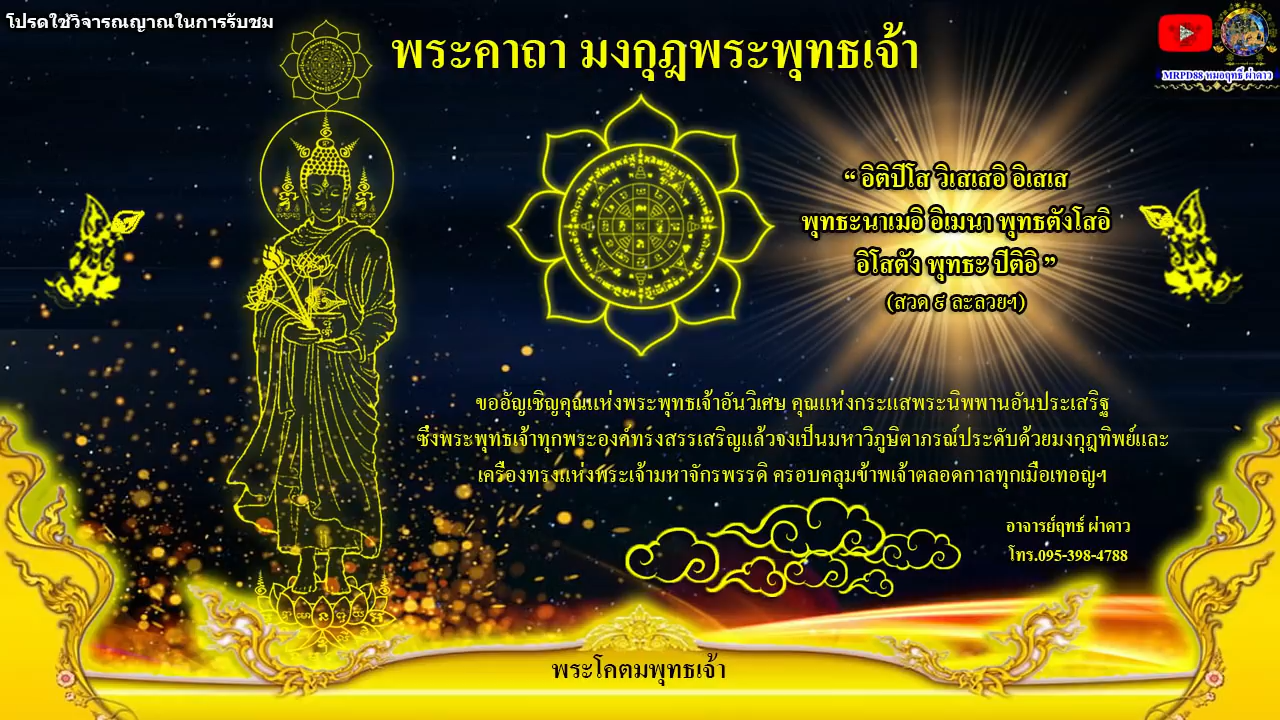 โปรดใช้วิจารณญาณในการรับชม
พระคาถา มงกุฎพระพุทธเจ้า
MRPD88 หมอฤทธิ์ ผ่าดาว
“ อิติปิโส วิเสเสอิ อิเสเส
พุทธะนาเมอิ อิเมนา พุทธตังโสอิ
อิโสตัง พุทธะ ปิติอิ ”
(สวด ๙ ละลวยฯ)
ขออัญเชิญคุณแห่งพระพุทธเจ้าอันวิเศษ คุณแห่งกระแสพระนิพพานอันประเสริฐ
ซึ่งพระพุทธเจ้าทุกพระองค์ทรงสรรเสริญแล้วจงเป็นมหาวิภูษิตาภรณ์ประดับด้วยมงกุฎทิพย์และ
เครื่องทรงแห่งพระเจ้ามหาจักรพรรดิ ครอบคลุมข้าพเจ้าตลอดกาลทุกเมื่อเทอญฯ
อาจารย์ฤทธ์ ผ่าดาว
โทร.095-398-4788
พระโคตมพุทธเจ้า